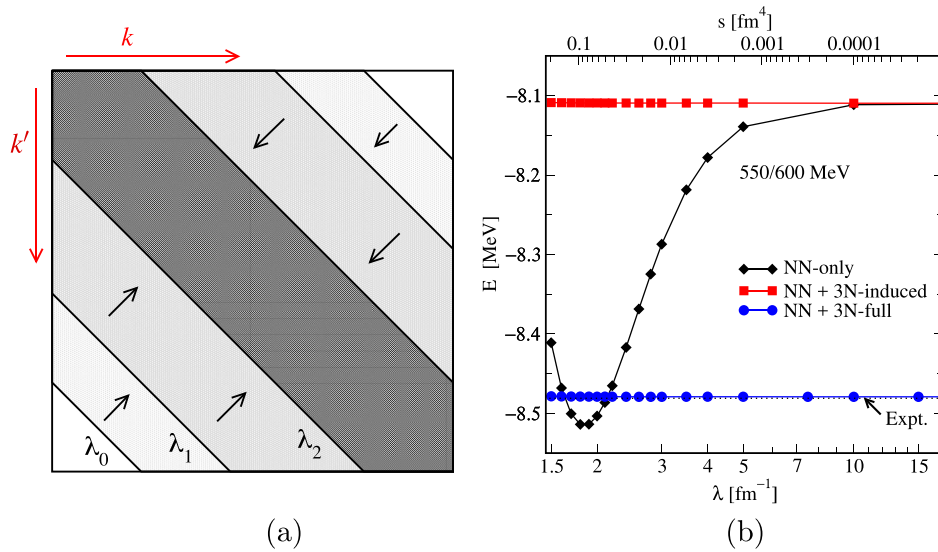 k
k′
λ0
λ1
λ2
(a)
s [fm4]
0.1 0.01 0.001 0.0001
E [MeV]
−8.1
−8.2
−8.3
−8.4
−8.5
550/600 MeV
NN-only
NN + 3N-induced
NN + 3N-full
Expt.
1.5 2 3 4 5 10 15
λ [fm−1]
(b)